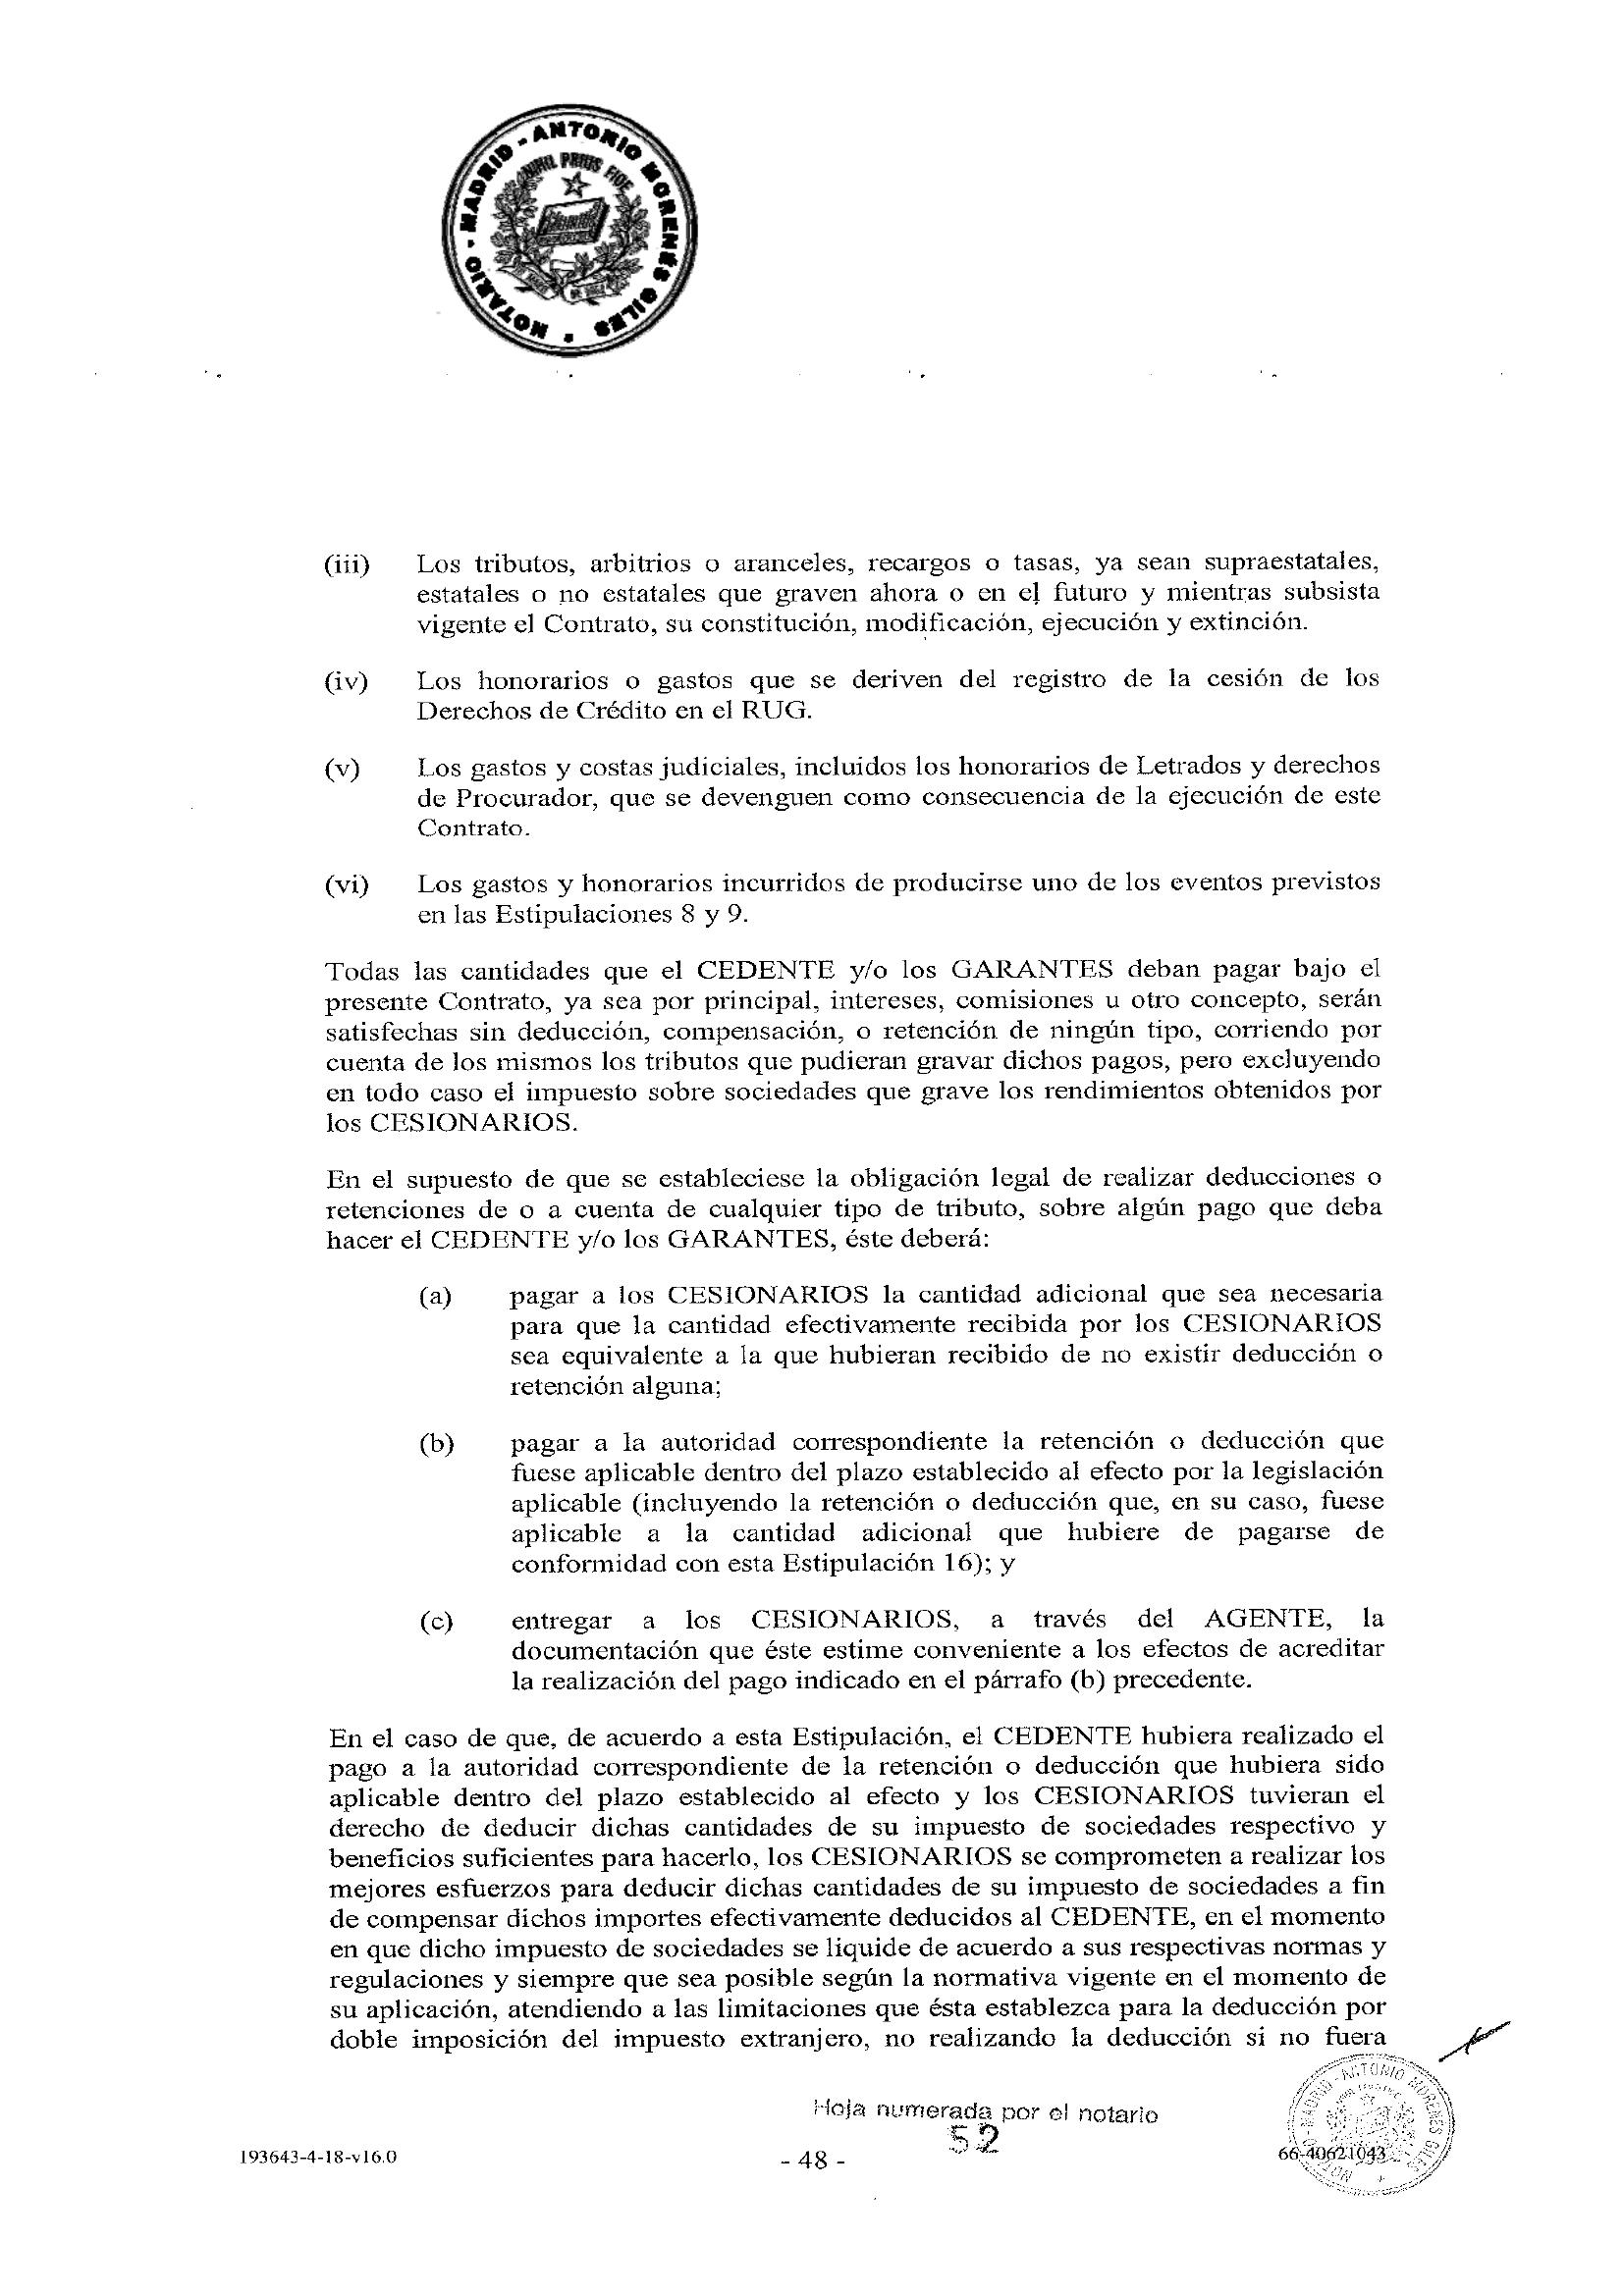 NOTARIO - MADRID - ANTONIO MORENES GILES
NIHIL PRIUS FIDE
(iii) Los tributos, arbitrios o aranceles, recargos o tasas, ya sean supraestatales,
estatales o no estatales que graven ahora o en el futuro y mientras subsista
vigente el Contrato, su constitución, modificación, ejecución y extinción.
(iv) Los honorarios o gastos que se deriven del registro de la cesión de los
Derechos de Crédito en el RUG.
(v) Los gastos y costas judiciales, incluidos los honorarios de Letrados y derechos
de Procurador, que se devenguen como consecuencia de la ejecución de este
Contrato.
(vi) Los gastos y honorarios incurridos de producirse uno de los eventos previstos
en las Estipulaciones 8 y 9.
Todas las cantidades que el CEDENTE y/o los GARANTES deban pagar bajo el
presente Contrato, ya sea por principal, intereses, comisiones u otro concepto, serán
satisfechas sin deducción, compensación, o retención de ningún tipo, corriendo por
cuenta de los mismos los tributos que pudieran gravar dichos pagos, pero excluyendo
en todo caso el impuesto sobre sociedades que grave los rendimientos obtenidos por
los CESIONARIOS.
En el supuesto de que se estableciese la obligación legal de realizar deducciones o
retenciones de o a cuenta de cualquier tipo de tributo, sobre algún pago que deba
hacer el CEDENTE y/o los GARANTES, éste deberá:
(a) pagar a los CESIONARIOS la cantidad adicional que sea necesaria
para que la cantidad efectivamente recibida por los CESIONARIOS
sea equivalente a la que hubieran recibido de no existir deducción o
retención alguna;
(b) pagar a la autoridad correspondiente la retención o deducción que
fuese aplicable dentro del plazo establecido al efecto por la legislación
aplicable (incluyendo la retención o deducción que, en su caso, fuese
aplicable a la cantidad adicional que hubiere de pagarse de
conformidad con esta Estipulación 16); y
(c) entregar a los CESIONARIOS, a través del AGENTE, la
documentación que éste estime conveniente a los efectos de acreditar
la realización del pago indicado en el párrafo (b) precedente.
En el caso de que, de acuerdo a esta Estipulación, el CEDENTE hubiera realizado el
pago a la autoridad correspondiente de la retención o deducción que hubiera sido
aplicable dentro del plazo establecido al efecto y los CESIONARIOS tuvieran el
derecho de deducir dichas cantidades de su impuesto de sociedades respectivo y
beneficios suficientes para hacerlo, los CESIONARIOS se comprometen a realizar los
mejores esfuerzos para deducir dichas cantidades de su impuesto de sociedades a fin
de compensar dichos importes efectivamente deducidos al CEDENTE, en el momento
en que dicho impuesto de sociedades se liquide de acuerdo a sus respectivas normas y
regulaciones y siempre que sea posible según la normativa vigente en el momento de
su aplicación, atendiendo a las limitaciones que ésta establezca para la deducción por
doble imposición del impuesto extranjero, no realizando la deducción si no fuera
Hoja numerada por el notario
52
193643-4-18-v16.0
- 48 -
66-40621043
MADRID - ANTONIO MORENES GILES